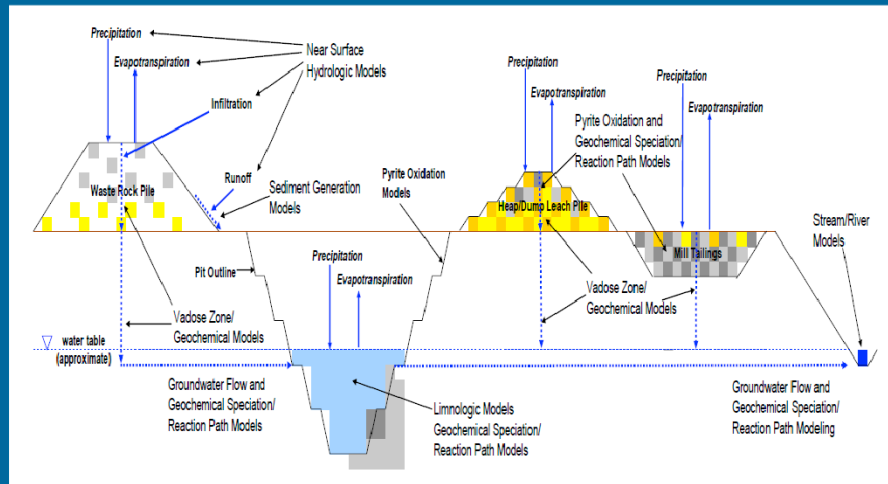 Precipitation
Evapotranspiration
Near Surface
Hydrologic Models
Infiltration
Waste Rock Pile
Runoff
Sediment Generation
Models
Pyrite Oxidation
Models
Precipitation
Evapotranspiration
Pyrite Oxidation and
Geochemical Speciation/
Reaction Path Models
Heap/Dump Leach Pile
Precipitation
Evapotranspiration
Mill Tailings
Stream/River
Models
Pit Outline
Precipitation
Evapotranspiration
Vadose Zone/
Geochemical Models
Vadose Zone/
Geochemical Models
water table
(approximate)
Groundwater Flow and
Geochemical Speciation/
Reaction Path Models
Limnologic Models
Geochemical Speciation/
Reaction Path Models
Groundwater Flow and
Geochemical Speciation/
Reaction Path Modeling